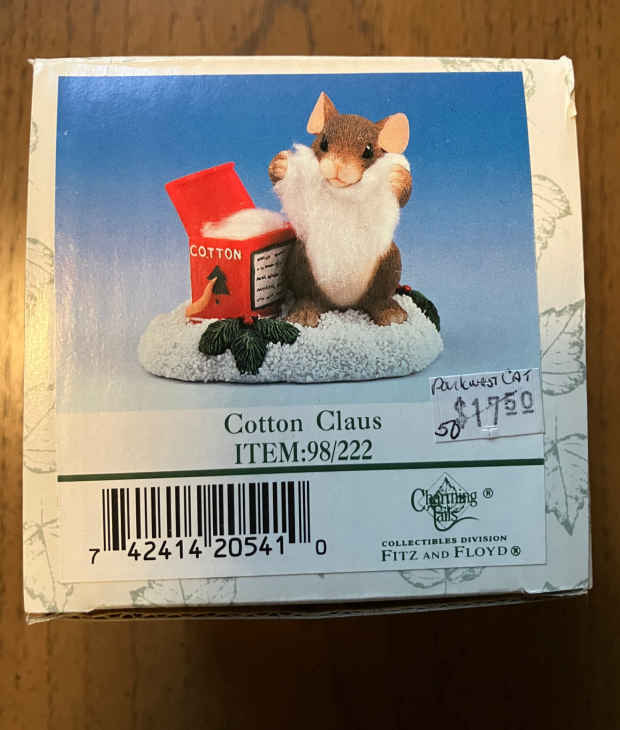 COTTON
Parkwest CAT
$17.50
50
Cotton Claus
ITEM:98/222
7 42414 20541 0
Charming Tails ®
COLLECTIBLES DIVISION
FITZ AND FLOYD®